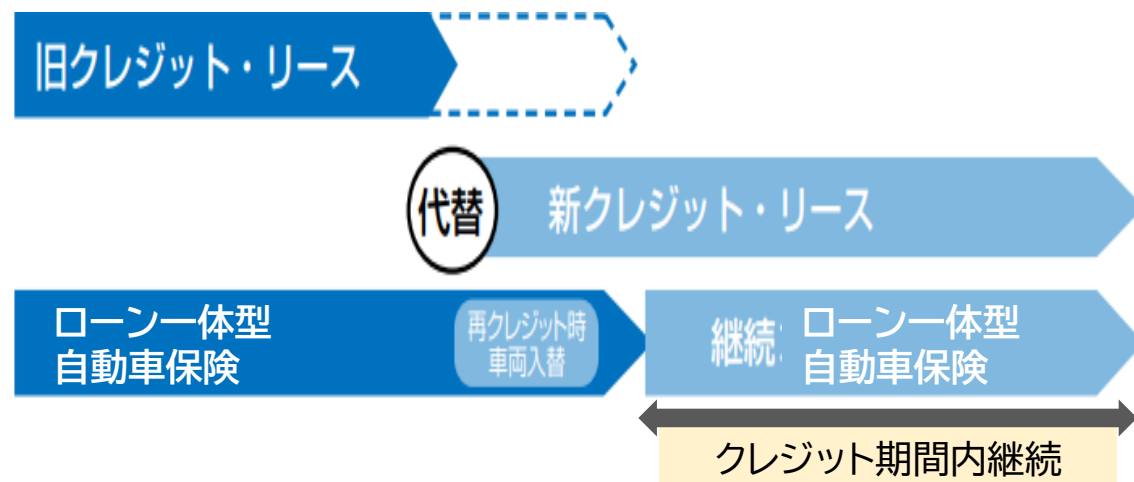 旧クレジット・リース
代替
新クレジット・リース
ローン一体型
自動車保険
再クレジット時
車両入替
継続:
ローン一体型
自動車保険
クレジット期間内継続